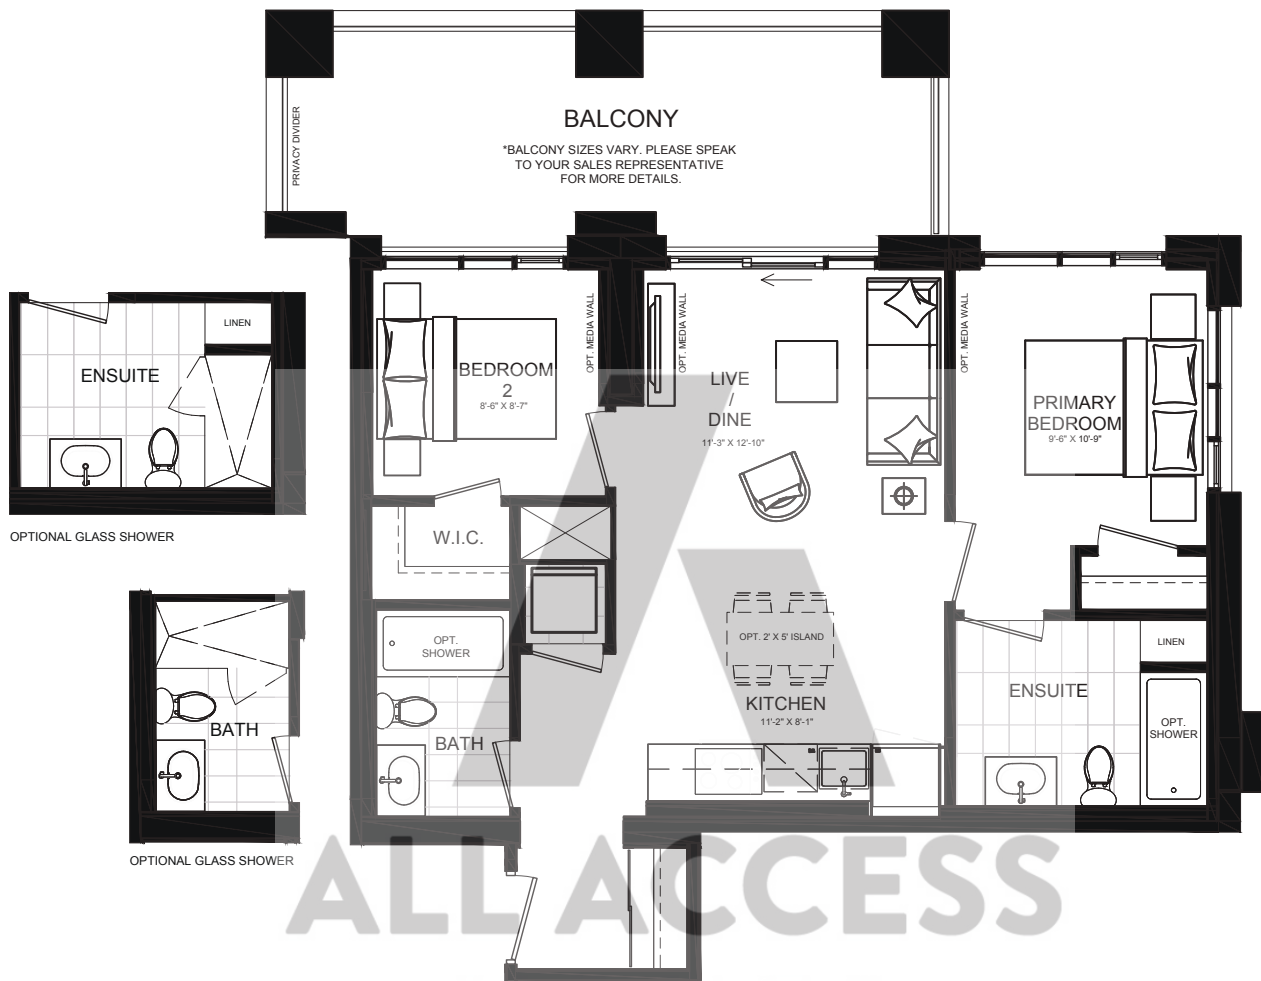 BALCONY
*BALCONY SIZES VARY. PLEASE SPEAK
TO YOUR SALES REPRESENTATIVE
FOR MORE DETAILS.
PRIVACY DIVIDER
LINEN
ENSUITE
OPTIONAL GLASS SHOWER
BATH
OPTIONAL GLASS SHOWER
OPT. MEDIA WALL
BEDROOM
2
8'-6" X 8'-7"
W.I.C.
OPT.
SHOWER
BATH
OPT. MEDIA WALL
LIVE
/
DINE
11'-3" X 12'-10"
OPT. 2' X 5' ISLAND
KITCHEN
11'-2" X 8'-1"
OPT. MEDIA WALL
PRIMARY
BEDROOM
9'-6" X 10'-9"
LINEN
ENSUITE
OPT.
SHOWER
ALL ACCESS